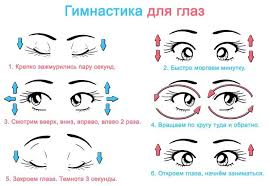 Гимнастика для глаз
1. Крепко зажмурились пару секунд.
2. Быстро моргаем минутку.
3. Смотрим вверх, вниз, вправо, влево 2 раза.
4. Вращаем по кругу туда и обратно.
5. Закроем глаза. Темнота 3 секунды.
6. Откроем глаза, начнём заниматься.